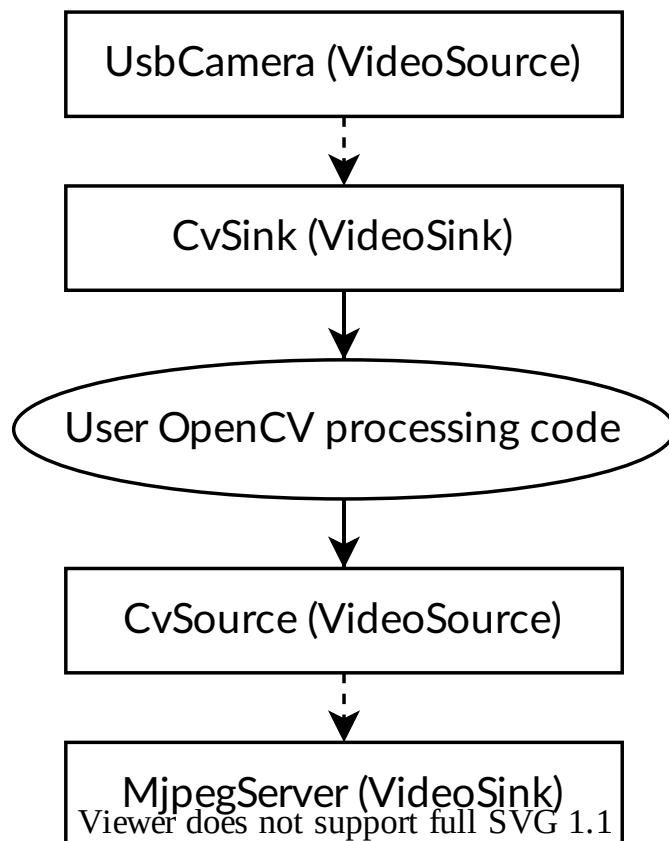 UsbCamera (VideoSource)
CvSink (VideoSink)
User OpenCV processing code
CvSource (VideoSource)
MjpegServer (VideoSink)
Viewer does not support full SVG 1.1